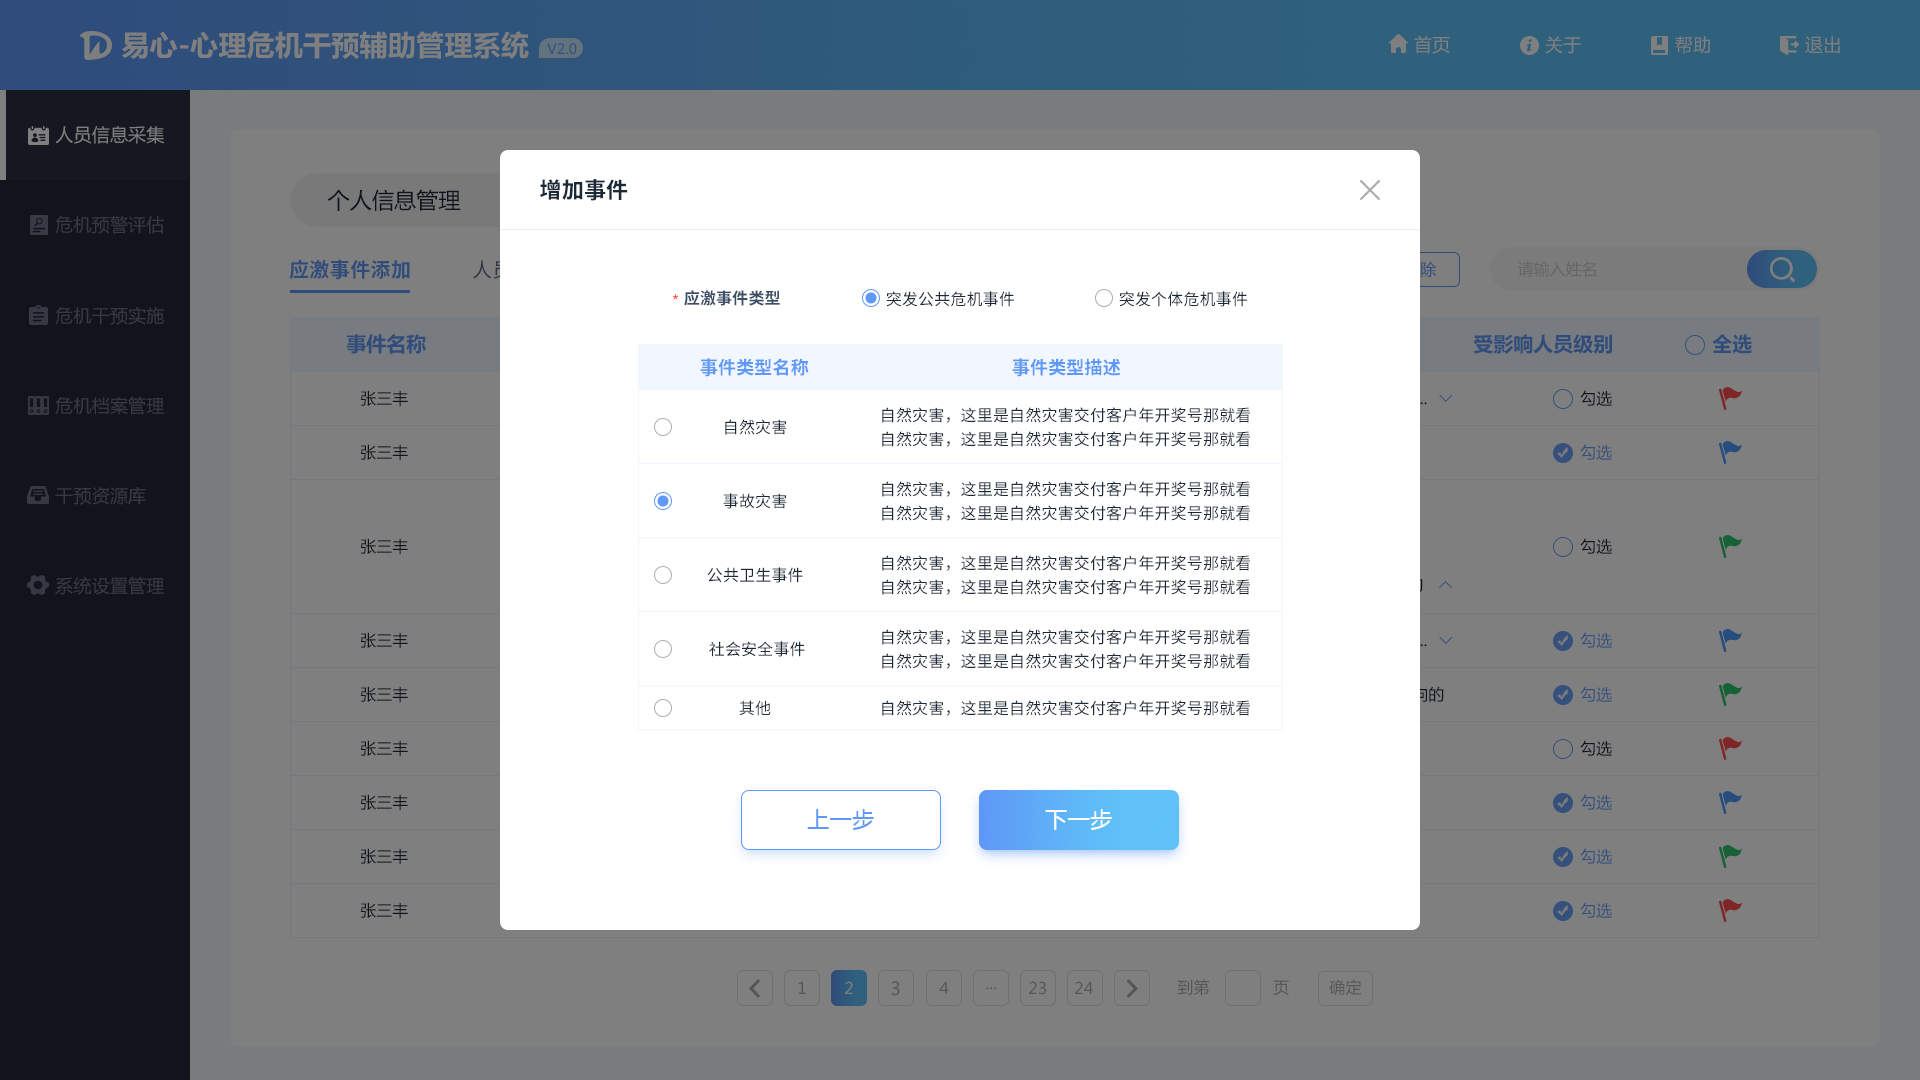 易心-心理危机干预辅助管理系统 V2.0
首页
关于
帮助
退出
人员信息采集
危机预警评估
危机干预实施
危机档案管理
干预资源库
系统设置管理
个人信息管理
应激事件添加
人员
除
请输入姓名
事件名称
受影响人员级别
全选
张三丰
..
勾选
张三丰
勾选
张三丰
勾选
张三丰
..
勾选
张三丰
的
勾选
张三丰
勾选
张三丰
勾选
张三丰
勾选
张三丰
勾选
增加事件
* 应激事件类型
突发公共危机事件
突发个体危机事件
事件类型名称
事件类型描述
自然灾害
自然灾害，这里是自然灾害交付客户年开奖号那就看
自然灾害，这里是自然灾害交付客户年开奖号那就看
事故灾害
自然灾害，这里是自然灾害交付客户年开奖号那就看
自然灾害，这里是自然灾害交付客户年开奖号那就看
公共卫生事件
自然灾害，这里是自然灾害交付客户年开奖号那就看
自然灾害，这里是自然灾害交付客户年开奖号那就看
社会安全事件
自然灾害，这里是自然灾害交付客户年开奖号那就看
自然灾害，这里是自然灾害交付客户年开奖号那就看
其他
自然灾害，这里是自然灾害交付客户年开奖号那就看
上一步
下一步
1
2
3
4
...
23
24
到第
页
确定